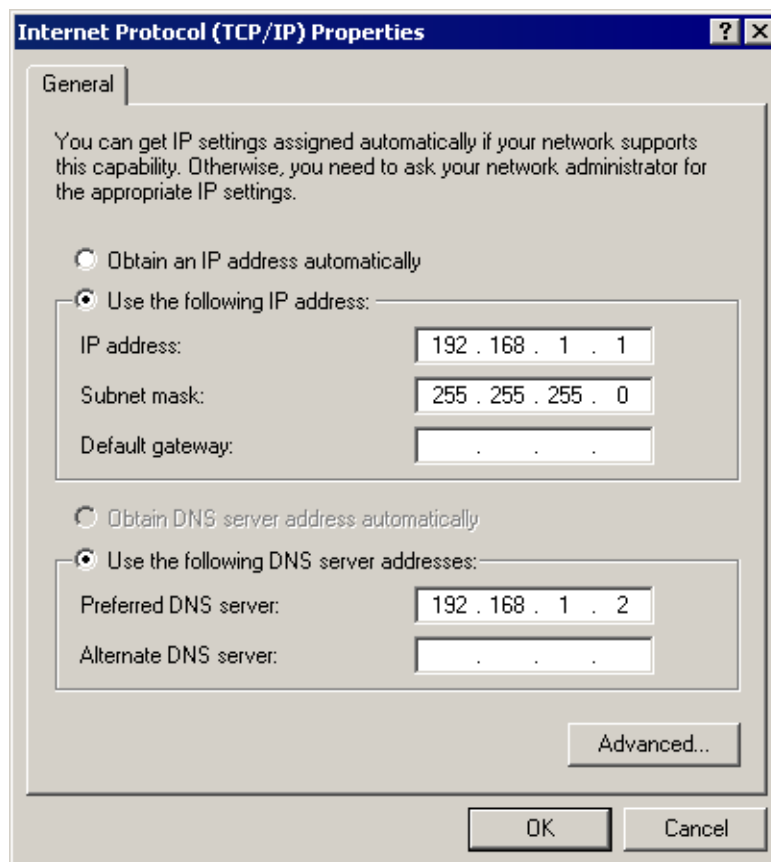 Internet Protocol (TCP/IP) Properties
General
You can get IP settings assigned automatically if your network supports
this capability. Otherwise, you need to ask your network administrator for
the appropriate IP settings.
Obtain an IP address automatically
Use the following IP address:
IP address: 192 . 168 . 1 . 1
Subnet mask: 255 . 255 . 255 . 0
Default gateway: . . .
Obtain DNS server address automatically
Use the following DNS server addresses:
Preferred DNS server: 192 . 168 . 1 . 2
Alternate DNS server: . . .
Advanced...
OK Cancel